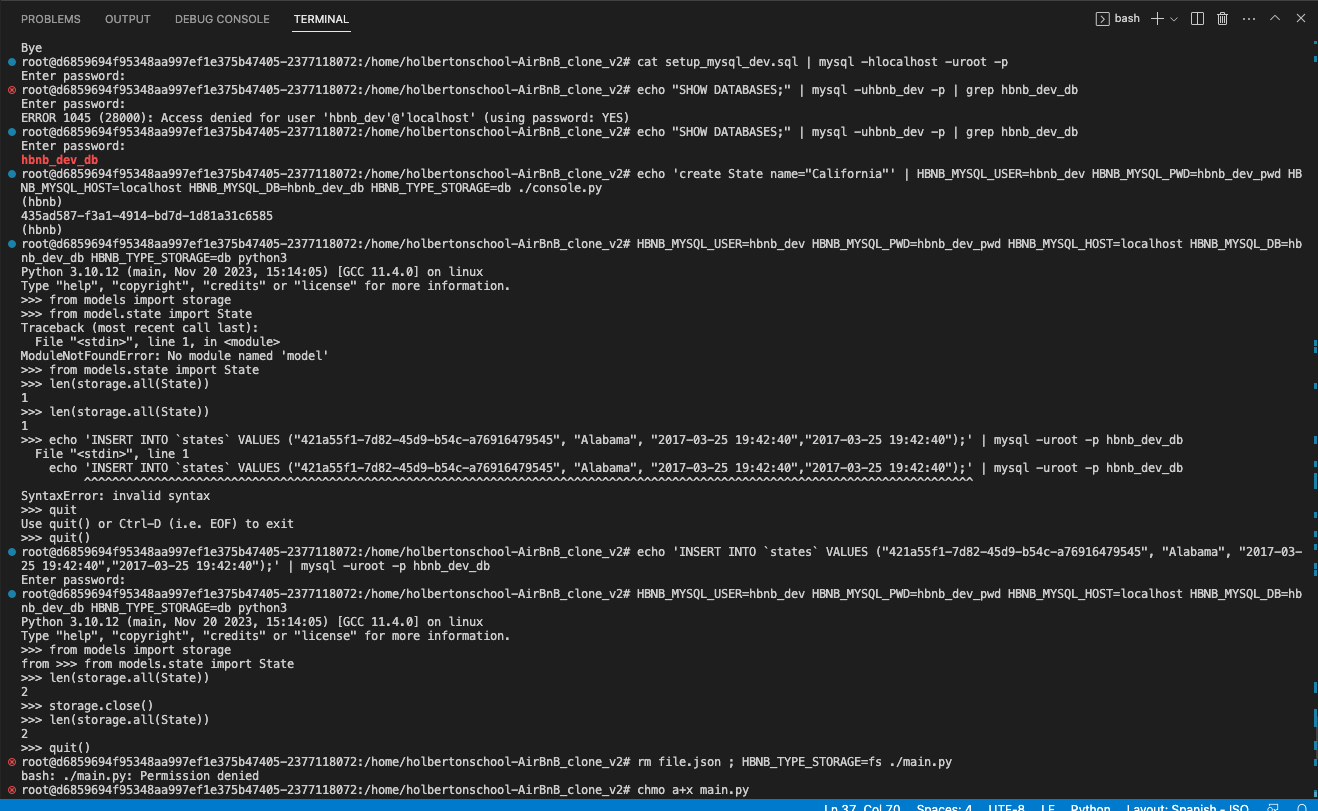 PROBLEMS OUTPUT DEBUG CONSOLE TERMINAL bash
Bye
root@d6859694f95348aa997ef1e375b47405-2377118072:/home/holbertonschool-AirBnB_clone_v2# cat setup_mysql_dev.sql | mysql -hlocalhost -uroot -p
Enter password:
root@d6859694f95348aa997ef1e375b47405-2377118072:/home/holbertonschool-AirBnB_clone_v2# echo "SHOW DATABASES;" | mysql -uhbnb_dev -p | grep hbnb_dev_db
Enter password:
ERROR 1045 (28000): Access denied for user 'hbnb_dev'@'localhost' (using password: YES)
root@d6859694f95348aa997ef1e375b47405-2377118072:/home/holbertonschool-AirBnB_clone_v2# echo "SHOW DATABASES;" | mysql -uhbnb_dev -p | grep hbnb_dev_db
Enter password:
hbnb_dev_db
root@d6859694f95348aa997ef1e375b47405-2377118072:/home/holbertonschool-AirBnB_clone_v2# echo 'create State name="California"' | HBNB_MYSQL_USER=hbnb_dev HBNB_MYSQL_PWD=hbnb_dev_pwd HB
NB_MYSQL_HOST=localhost HBNB_MYSQL_DB=hbnb_dev_db HBNB_TYPE_STORAGE=db ./console.py
(hbnb)
435ad587-f3a1-4914-bd7d-1d81a31c6585
(hbnb)
root@d6859694f95348aa997ef1e375b47405-2377118072:/home/holbertonschool-AirBnB_clone_v2# HBNB_MYSQL_USER=hbnb_dev HBNB_MYSQL_PWD=hbnb_dev_pwd HBNB_MYSQL_HOST=localhost HBNB_MYSQL_DB=hb
nb_dev_db HBNB_TYPE_STORAGE=db python3
Python 3.10.12 (main, Nov 20 2023, 15:14:05) [GCC 11.4.0] on linux
Type "help", "copyright", "credits" or "license" for more information.
>>> from models import storage
>>> from model.state import State
Traceback (most recent call last):
  File "<stdin>", line 1, in <module>
ModuleNotFoundError: No module named 'model'
>>> from models.state import State
>>> len(storage.all(State))
1
>>> len(storage.all(State))
1
>>> echo 'INSERT INTO `states` VALUES ("421a55f1-7d82-45d9-b54c-a76916479545", "Alabama", "2017-03-25 19:42:40","2017-03-25 19:42:40");' | mysql -uroot -p hbnb_dev_db
  File "<stdin>", line 1
    echo 'INSERT INTO `states` VALUES ("421a55f1-7d82-45d9-b54c-a76916479545", "Alabama", "2017-03-25 19:42:40","2017-03-25 19:42:40");' | mysql -uroot -p hbnb_dev_db
         ^^^^^^^^^^^^^^^^^^^^^^^^^^^^^^^^^^^^^^^^^^^^^^^^^^^^^^^^^^^^^^^^^^^^^^^^^^^^^^^^^^^^^^^^^^^^^^^^^^^^^^^^^^^^^^^^^^^^^^^^^^^^^^^
SyntaxError: invalid syntax
>>> quit
Use quit() or Ctrl-D (i.e. EOF) to exit
>>> quit()
root@d6859694f95348aa997ef1e375b47405-2377118072:/home/holbertonschool-AirBnB_clone_v2# echo 'INSERT INTO `states` VALUES ("421a55f1-7d82-45d9-b54c-a76916479545", "Alabama", "2017-03-
25 19:42:40","2017-03-25 19:42:40");' | mysql -uroot -p hbnb_dev_db
Enter password:
root@d6859694f95348aa997ef1e375b47405-2377118072:/home/holbertonschool-AirBnB_clone_v2# HBNB_MYSQL_USER=hbnb_dev HBNB_MYSQL_PWD=hbnb_dev_pwd HBNB_MYSQL_HOST=localhost HBNB_MYSQL_DB=hb
nb_dev_db HBNB_TYPE_STORAGE=db python3
Python 3.10.12 (main, Nov 20 2023, 15:14:05) [GCC 11.4.0] on linux
Type "help", "copyright", "credits" or "license" for more information.
>>> from models import storage
from >>> from models.state import State
>>> len(storage.all(State))
2
>>> storage.close()
>>> len(storage.all(State))
2
>>> quit()
root@d6859694f95348aa997ef1e375b47405-2377118072:/home/holbertonschool-AirBnB_clone_v2# rm file.json ; HBNB_TYPE_STORAGE=fs ./main.py
bash: ./main.py: Permission denied
root@d6859694f95348aa997ef1e375b47405-2377118072:/home/holbertonschool-AirBnB_clone_v2# chmo a+x main.py
Ln 37, Col 70 Spaces: 4 UTF-8 LF Python Layout: Spanish - ISO